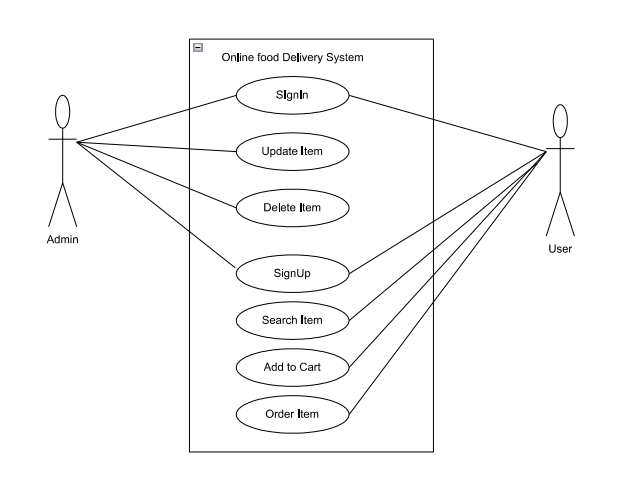 Online food Delivery System
SIgnIn
Update Item
Delete Item
Admin
User
SignUp
Search Item
Add to Cart
Order Item